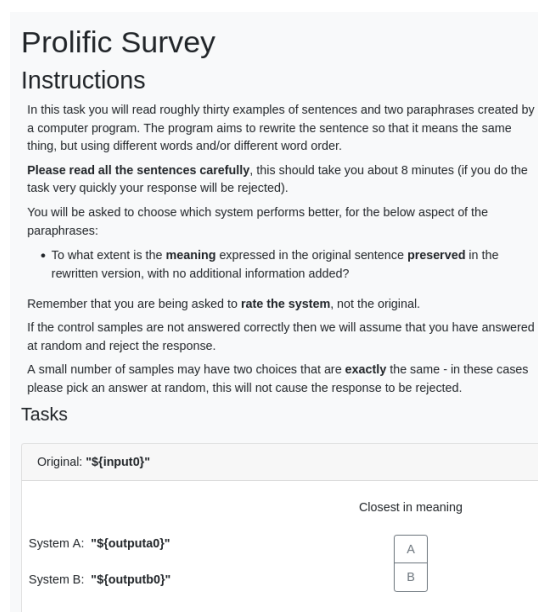 Prolific Survey
Instructions
In this task you will read roughly thirty examples of sentences and two paraphrases created by
a computer program. The program aims to rewrite the sentence so that it means the same
thing, but using different words and/or different word order.
Please read all the sentences carefully, this should take you about 8 minutes (if you do the
task very quickly your response will be rejected).
You will be asked to choose which system performs better, for the below aspect of the
paraphrases:
• To what extent is the meaning expressed in the original sentence preserved in the
rewritten version, with no additional information added?
Remember that you are being asked to rate the system, not the original.
If the control samples are not answered correctly then we will assume that you have answered
at random and reject the response.
A small number of samples may have two choices that are exactly the same - in these cases
please pick an answer at random, this will not cause the response to be rejected.
Tasks
Original: "${input0}"
Closest in meaning
System A: "${outputa0}"
A
System B: "${outputb0}"
B